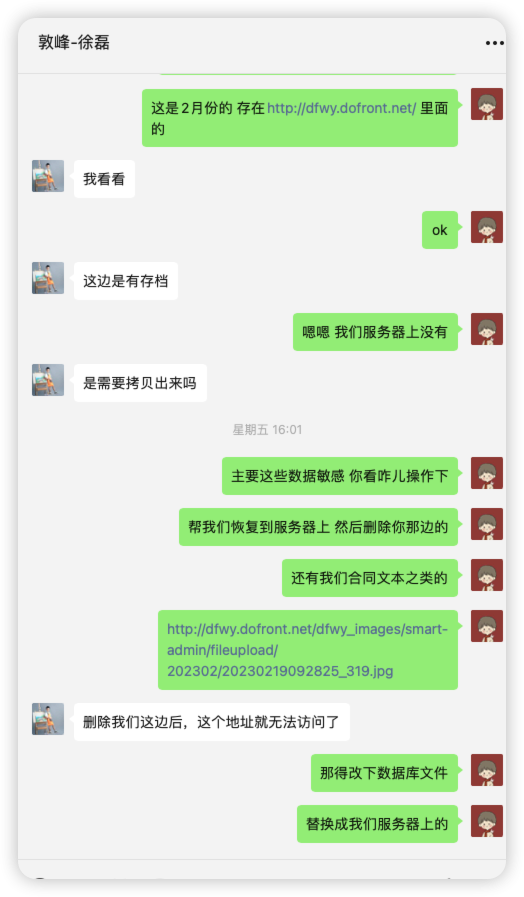 敦峰-徐磊
这是2月份的 存在http://dfwy.dofront.net/ 里面
的
我看看
ok
这边是有存档
嗯嗯 我们服务器上没有
是需要拷贝出来吗
星期五 16:01
主要这些数据敏感 你看咋儿操作下
帮我们恢复到服务器上 然后删除你那边的
还有我们合同文本之类的
http://dfwy.dofront.net/dfwy_images/smart-
admin/fileupload/
202302/20230219092825_319.jpg
删除我们这边后，这个地址就无法访问了
那得改下数据库文件
替换成我们服务器上的